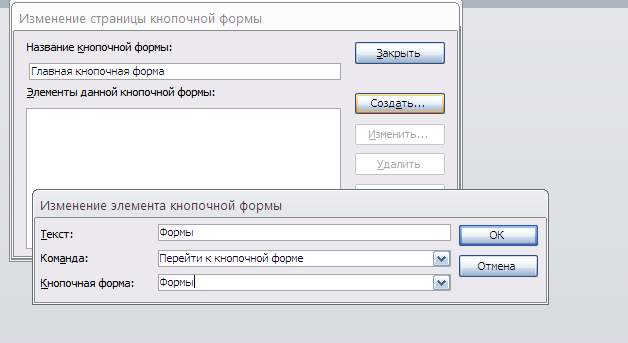 Изменение страницы кнопочной формы
Название кнопочной формы:
Закрыть
Главная кнопочная форма
Элементы данной кнопочной формы:
Создать...
Изменить...
Удалить
Изменение элемента кнопочной формы
Текст:
Формы
ОК
Команда:
Перейти к кнопочной форме
Отмена
Кнопочная форма:
Формы